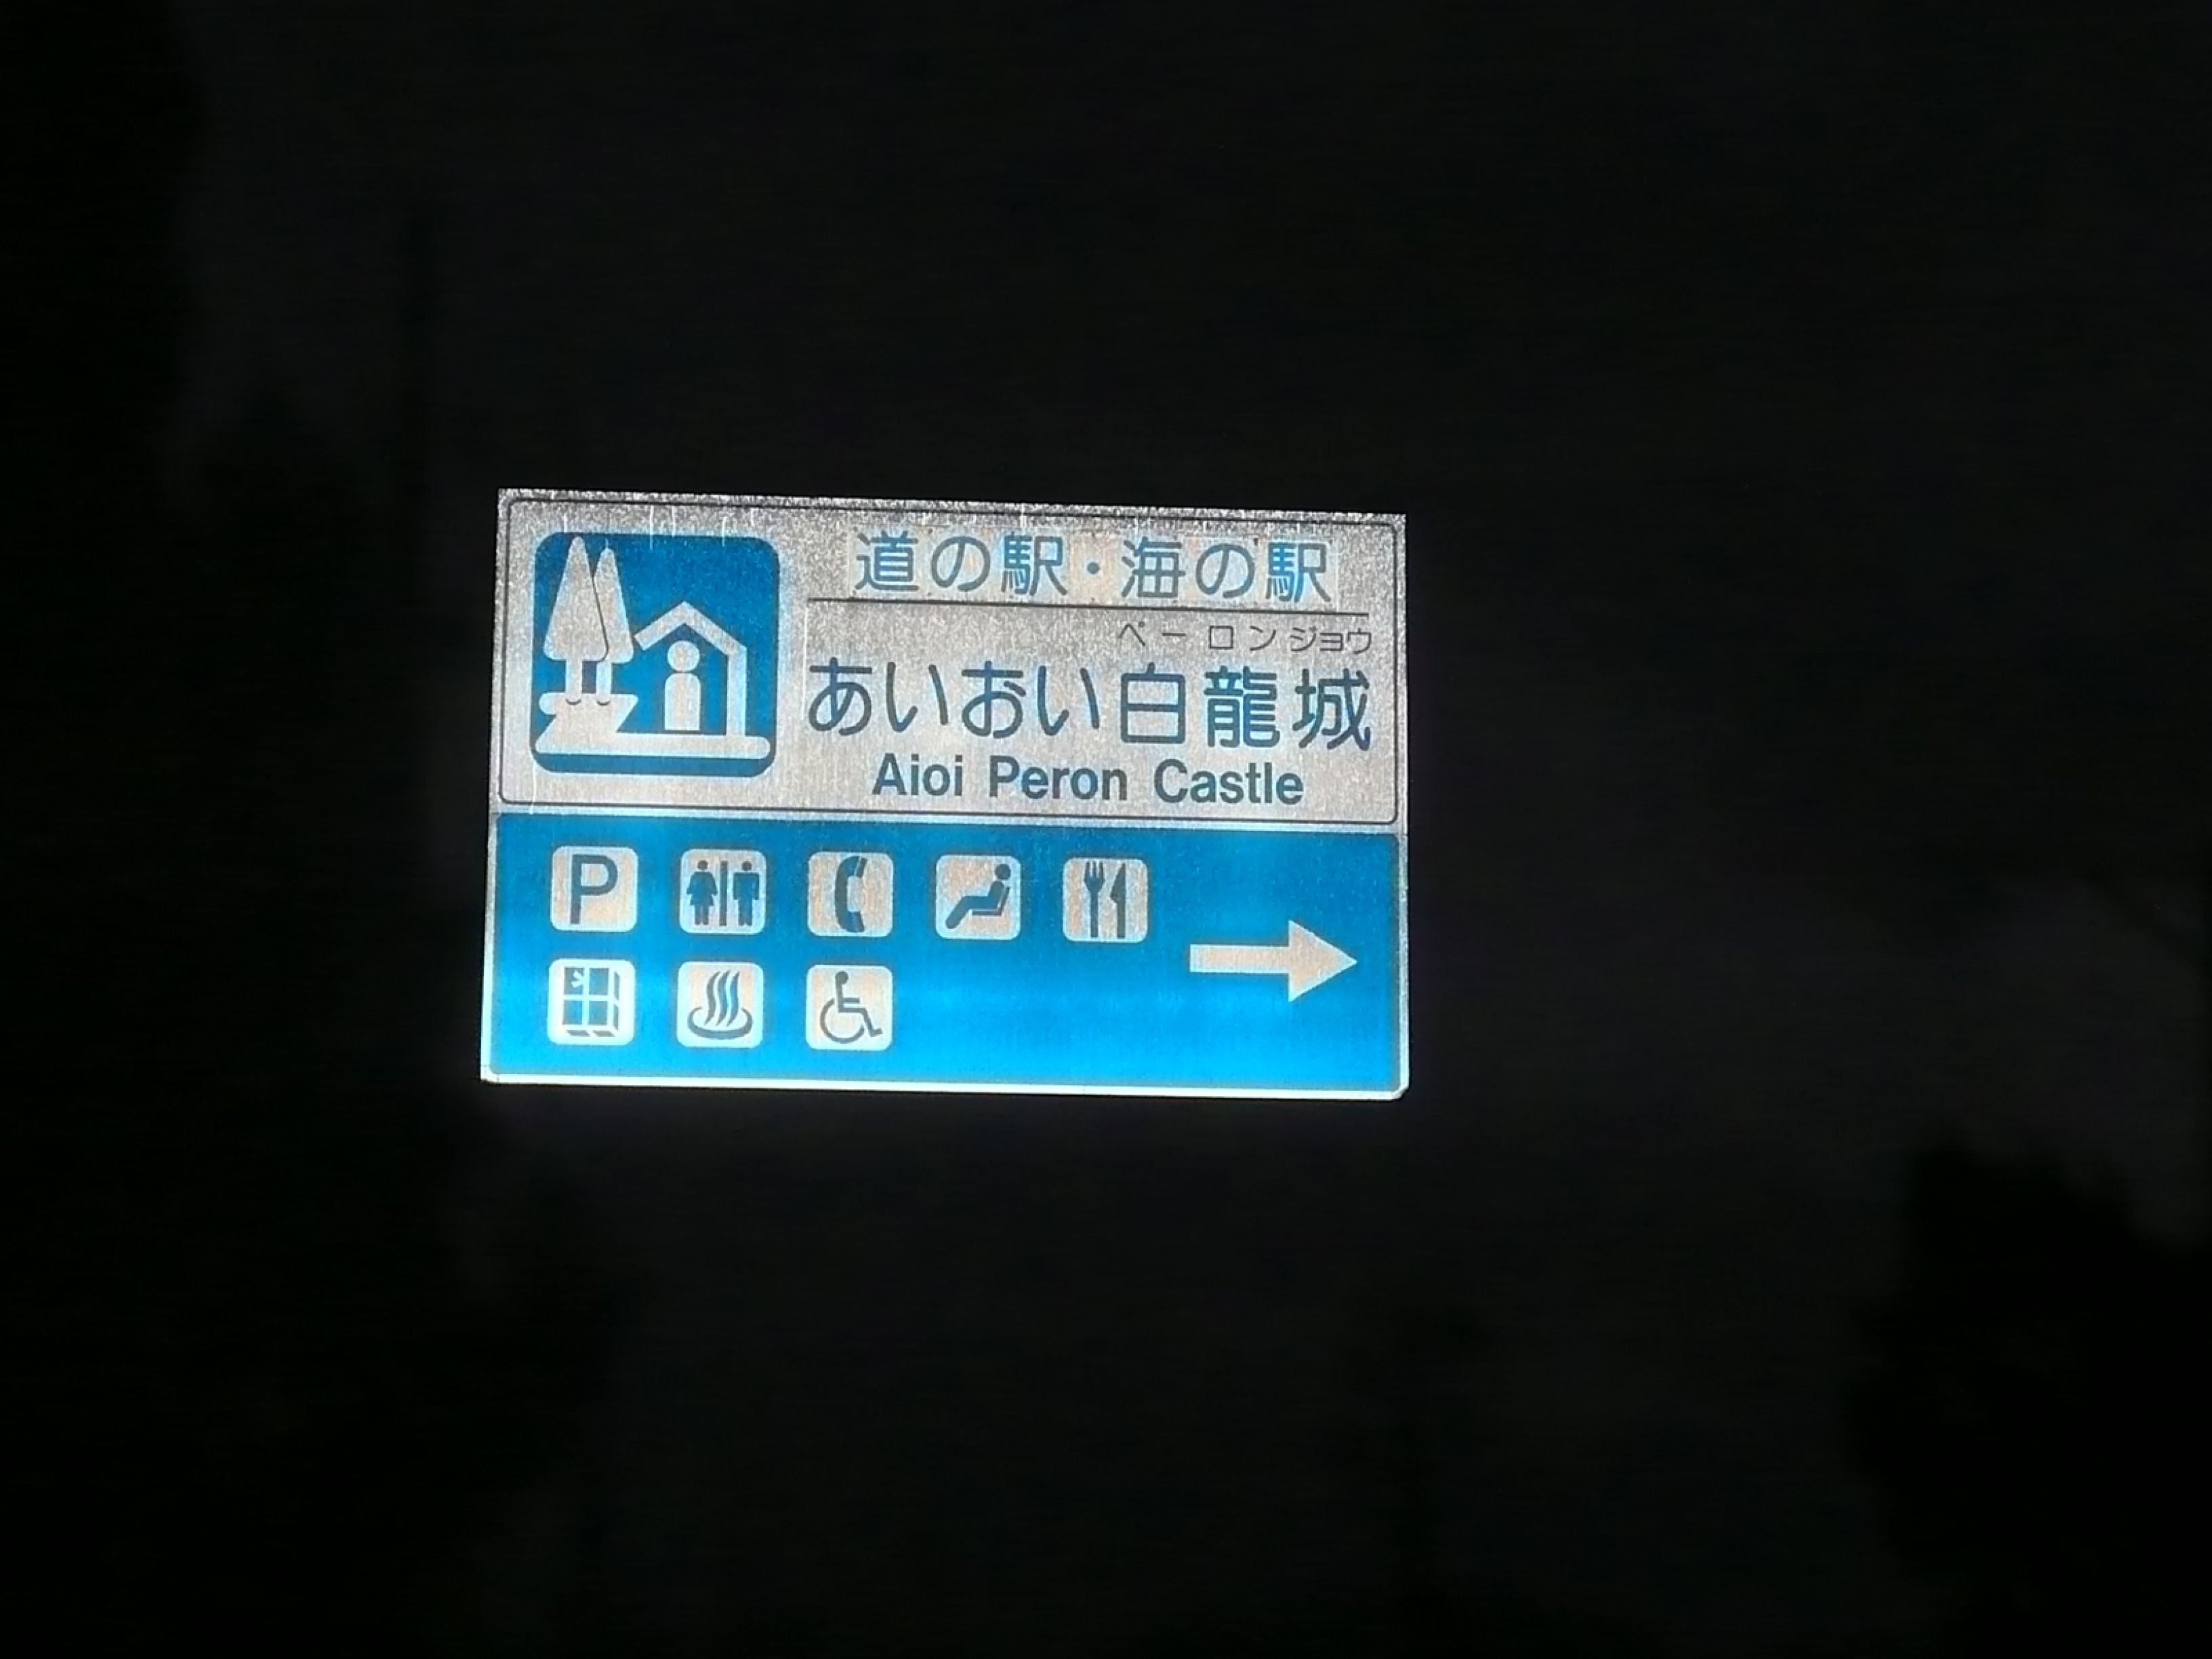 道の駅・海の駅
ペーロンジョウ
あいおい白龍城
Aioi Peron Castle
P